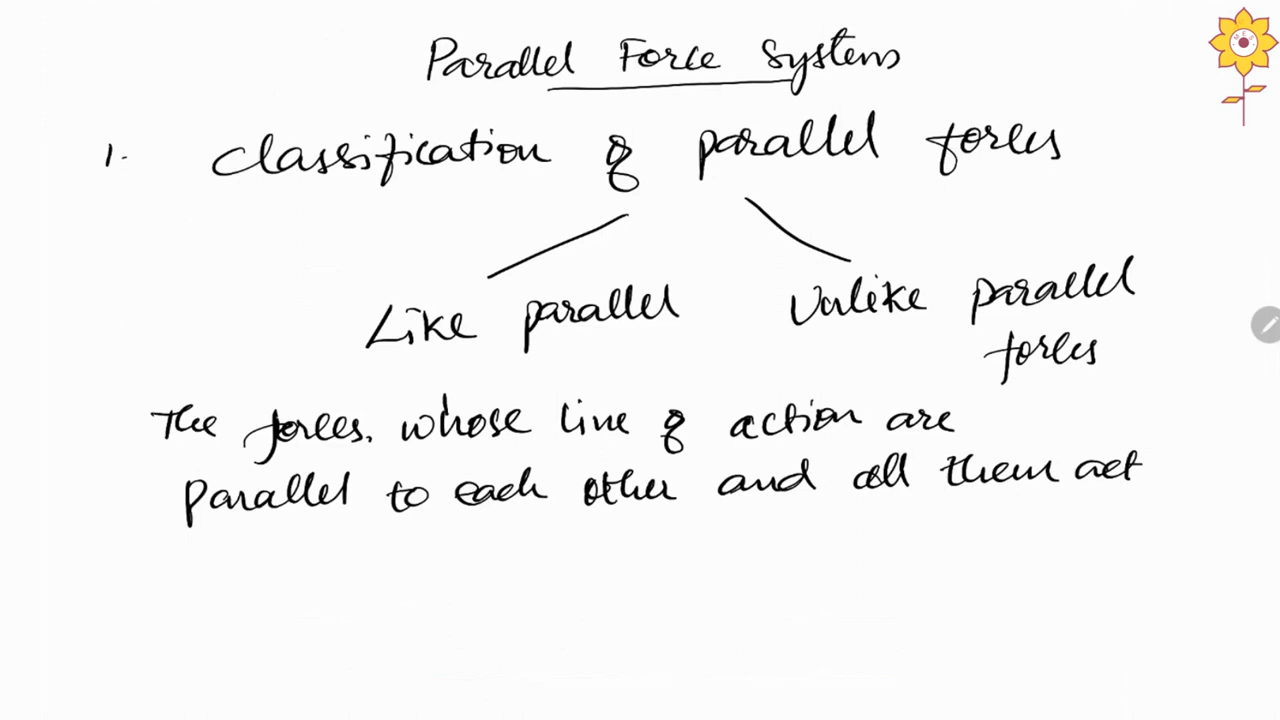 Parallel Force Systems
1. Classification of parallel forces
Like parallel
Unlike parallel
forces
The forces. whose line of action are
parallel to each other and all them act